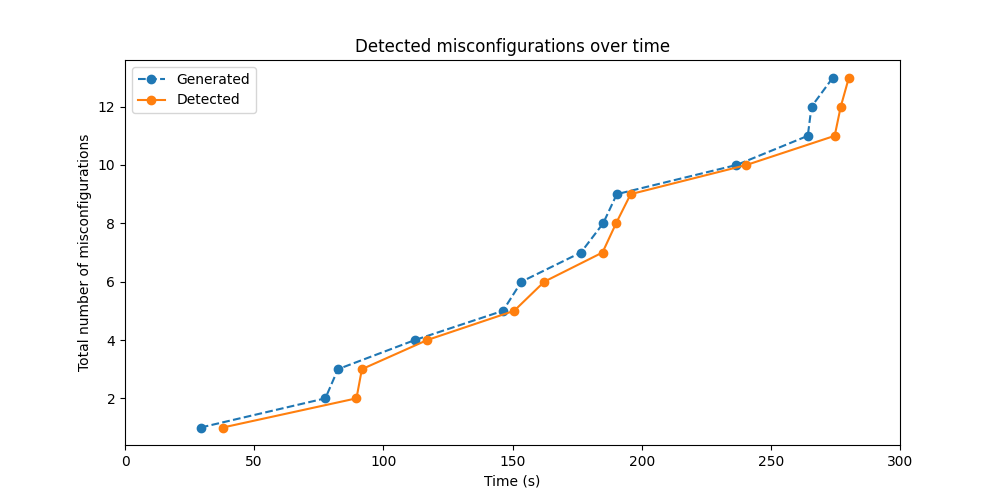 Detected misconfigurations over time
Generated
Detected
Total number of misconfigurations
12
10
8
6
4
2
0
50
100
150
200
250
300
Time (s)